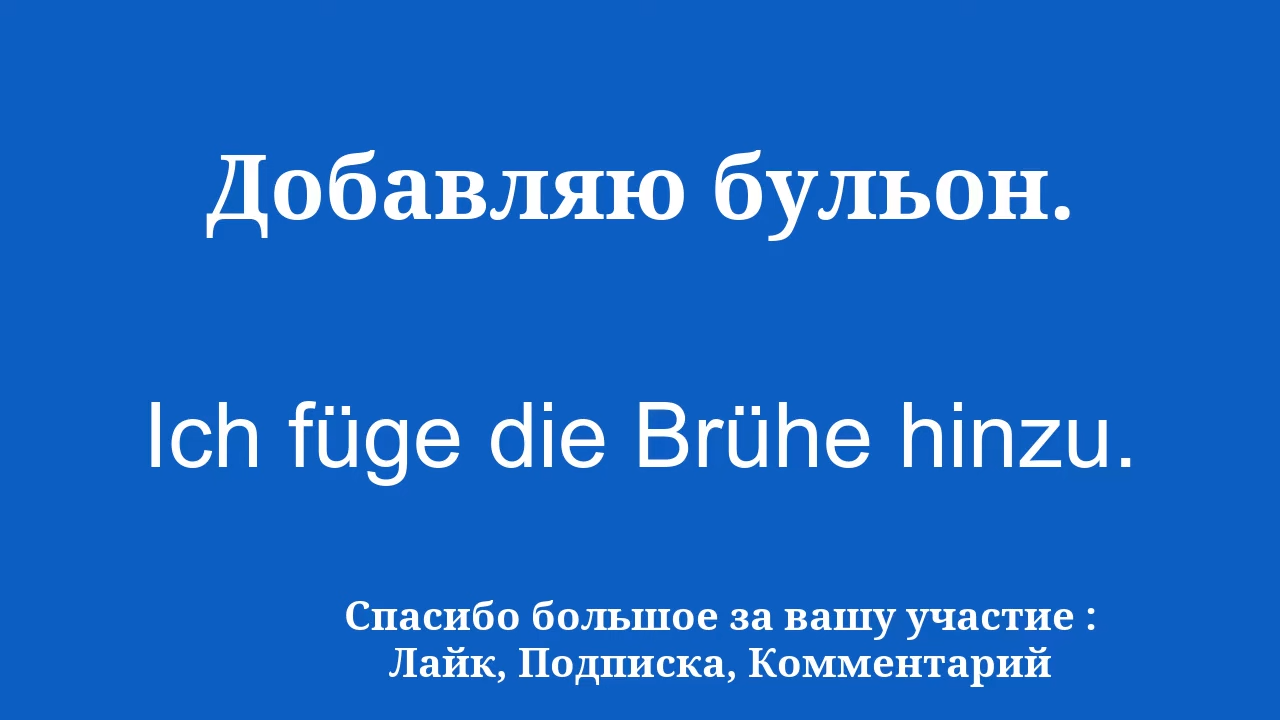 Добавляю бульон.
Ich füge die Brühe hinzu.
Спасибо большое за вашу участие :
Лайк, Подписка, Комментарий